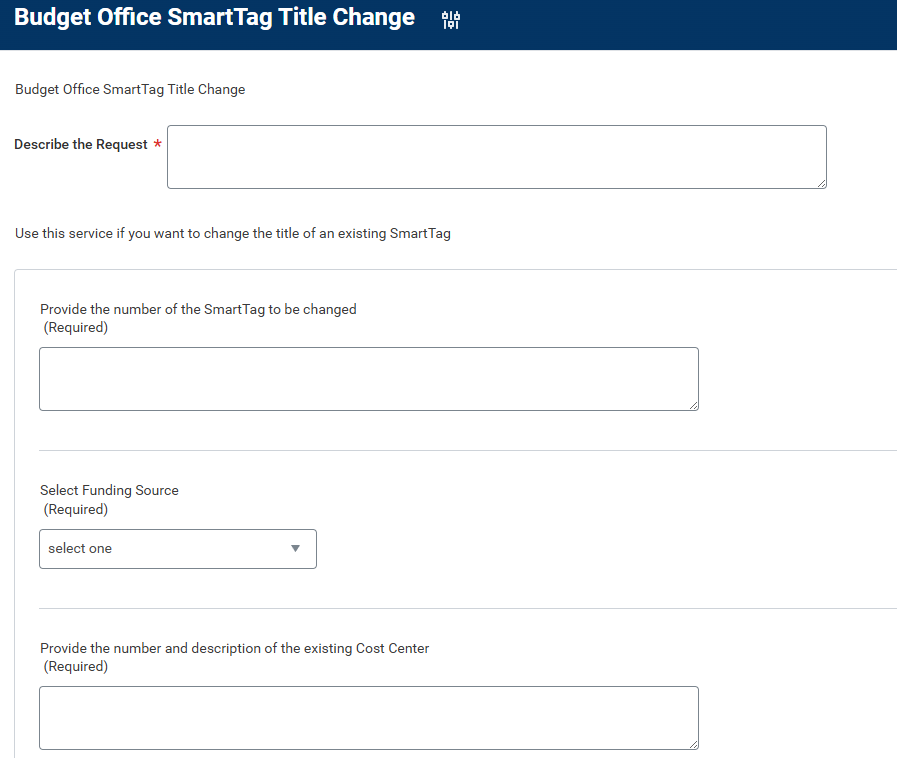 Budget Office SmartTag Title Change
Budget Office SmartTag Title Change
Describe the Request *
Use this service if you want to change the title of an existing SmartTag
Provide the number of the SmartTag to be changed
(Required)
Select Funding Source
(Required)
select one
Provide the number and description of the existing Cost Center
(Required)